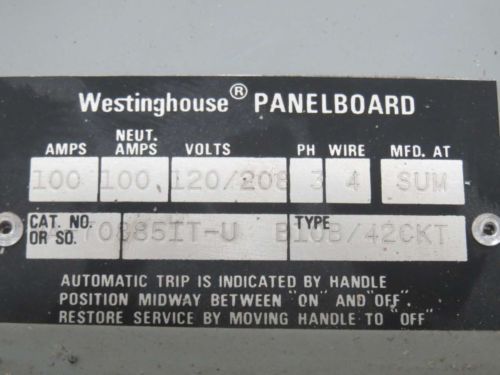 Westinghouse® PANELBOARD
AMPS NEUT. AMPS VOLTS PH WIRE MFD. AT
100 100 120/208 3 4 SUM
CAT. NO. OR SO. TYPE
B10B/42CKT
AUTOMATIC TRIP IS INDICATED BY HANDLE
POSITION MIDWAY BETWEEN "ON" AND "OFF".
RESTORE SERVICE BY MOVING HANDLE TO "OFF"